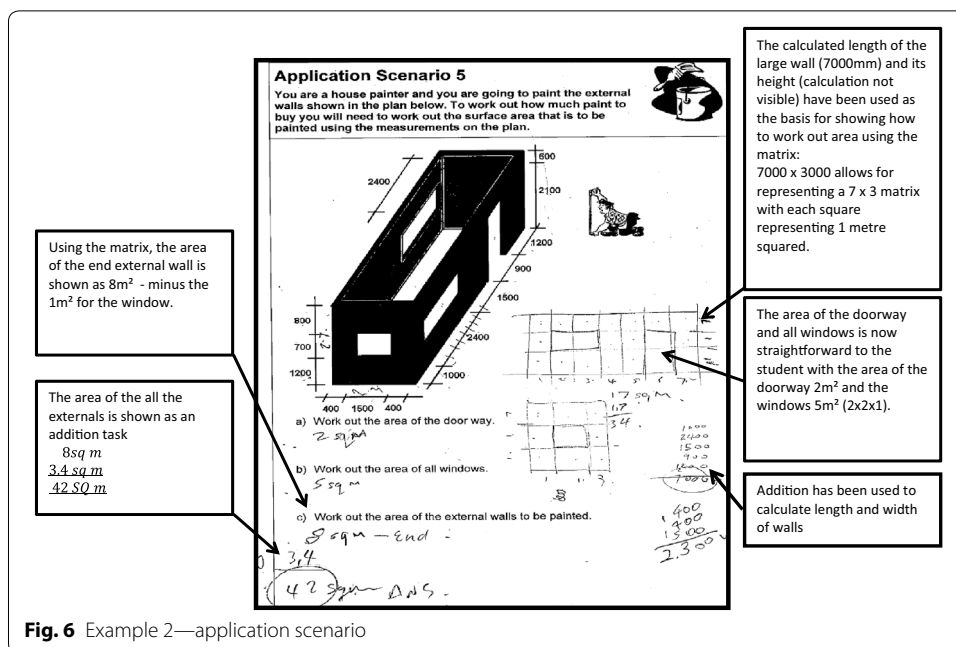 Application Scenario 5
You are a house painter and you are going to paint the external
walls shown in the plan below. To work out how much paint to
buy you will need to work out the surface area that is to be
painted using the measurements on the plan.
2400
600
2100
1200
900
1500
2400
1000
800
700
1200
400 1500 400
a) Work out the area of the door way.
2 sqm
b) Work out the area of all windows.
5 sqm
c) Work out the area of the external walls to be painted.
8 sqm - End
3,4
42 sqm ANS.
17 sqm
17
34
2400
1500
900
7000
400
400
1500
2.300
The calculated length of the
large wall (7000mm) and its
height (calculation not
visible) have been used as
the basis for showing how
to work out area using the
matrix:
7000 x 3000 allows for
representing a 7 x 3 matrix
with each square
representing 1 metre
squared.
Using the matrix, the area
of the end external wall is
shown as 8m² - minus the
1m² for the window.
The area of the doorway
and all windows is now
straightforward to the
student with the area of the
doorway 2m² and the
windows 5m² (2x2x1).
The area of the all the
externals is shown as an
addition task
8sq m
3.4 sq m
42 SQ m
Addition has been used to
calculate length and width
of walls
Fig. 6 Example 2—application scenario